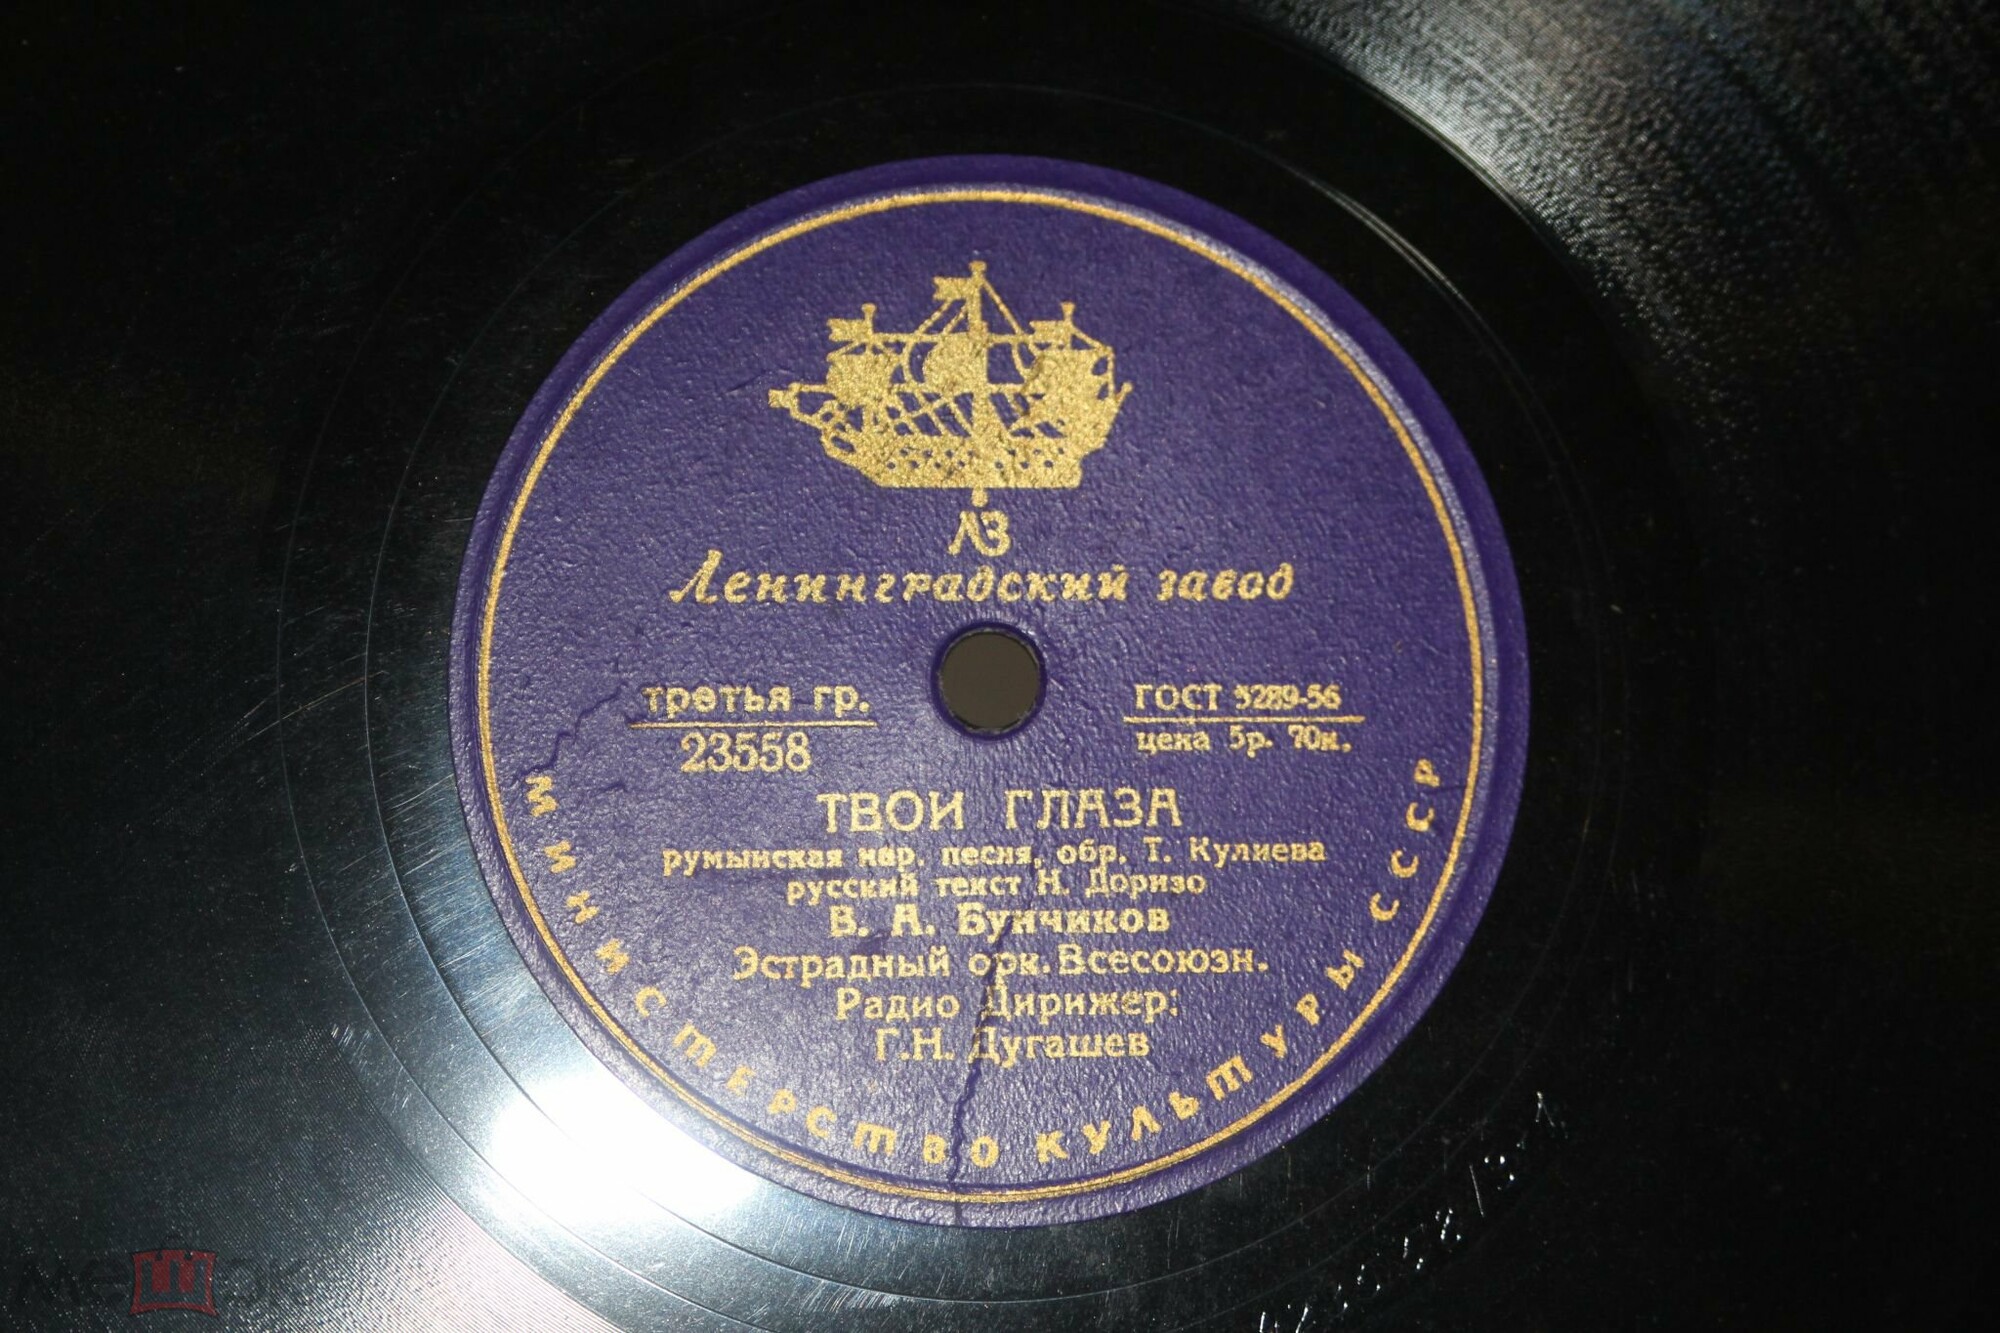 ЛЗ
Ленинградский завод
третья гр.
23558
ГОСТ 5289-56
цена 5р. 70к.
ТВОИ ГЛАЗА
румынская нар. песня, обр. Т. Кулиева
русский текст Н. Доризо
В. А. Бунчиков
Эстрадный орк. Всесоюзн.
Радио Дирижер:
Г.Н. Дугашев
МИНИСТЕРСТВО КУЛЬТУРЫ СССР
мешок